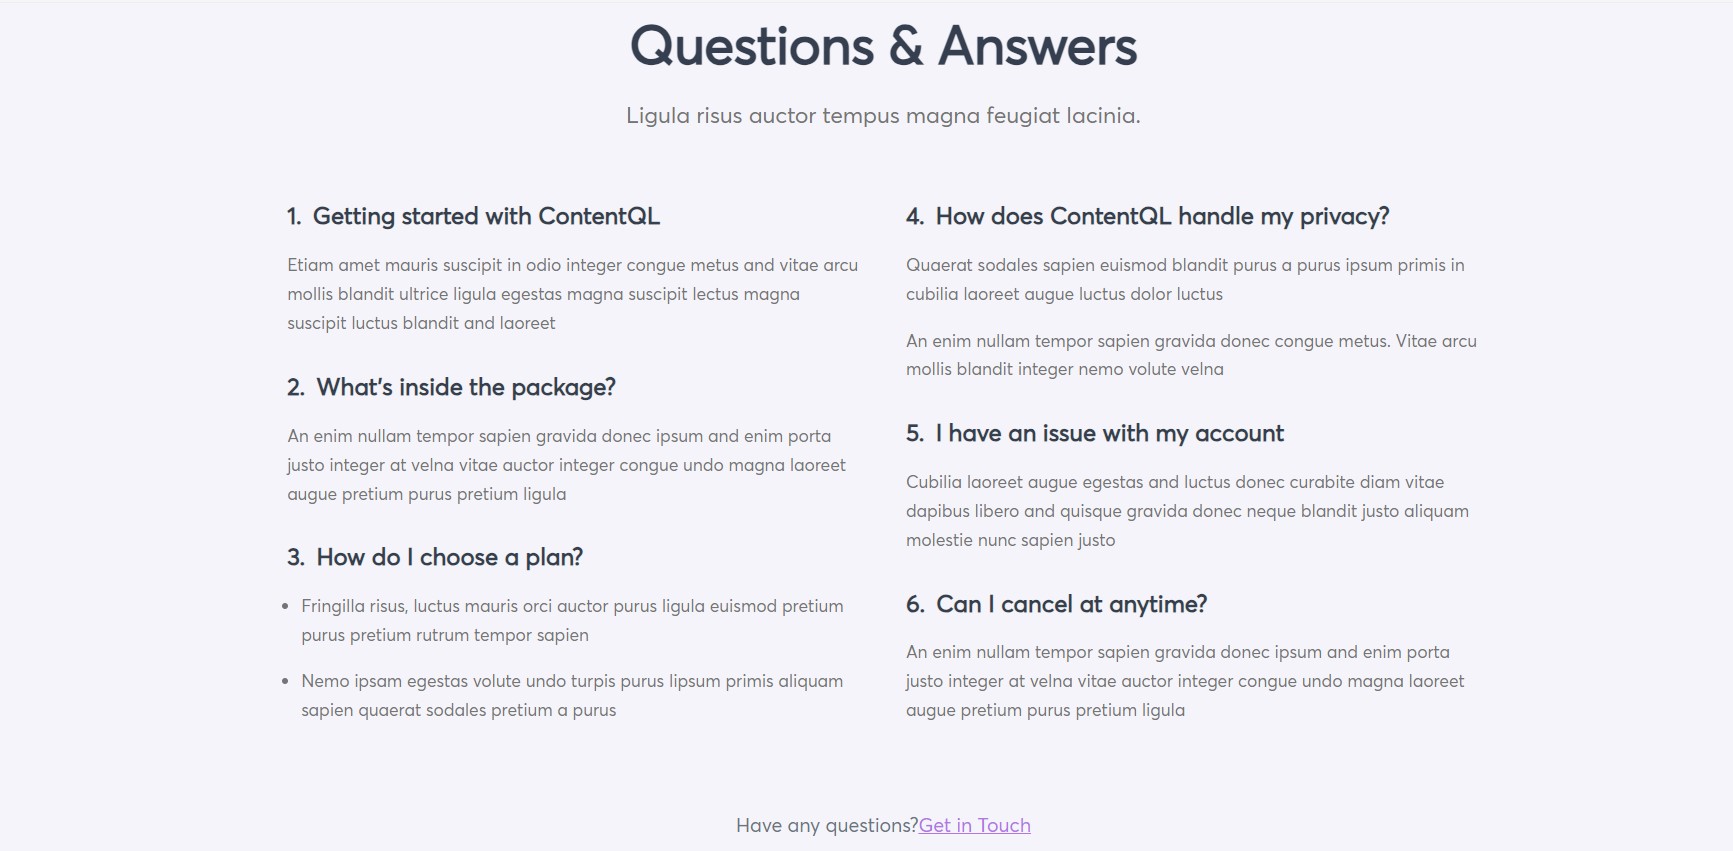 Questions & Answers
Ligula risus auctor tempus magna feugiat lacinia.
1. Getting started with ContentQL
Etiam amet mauris suscipit in odio integer congue metus and vitae arcu
mollis blandit ultrice ligula egestas magna suscipit lectus magna
suscipit luctus blandit and laoreet
2. What's inside the package?
An enim nullam tempor sapien gravida donec ipsum and enim porta
justo integer at velna vitae auctor integer congue undo magna laoreet
augue pretium purus pretium ligula
3. How do I choose a plan?
• Fringilla risus, luctus mauris orci auctor purus ligula euismod pretium
purus pretium rutrum tempor sapien
• Nemo ipsam egestas volute undo turpis purus lipsum primis aliquam
sapien quaerat sodales pretium a purus
4. How does ContentQL handle my privacy?
Quaerat sodales sapien euismod blandit purus a purus ipsum primis in
cubilia laoreet augue luctus dolor luctus
An enim nullam tempor sapien gravida donec congue metus. Vitae arcu
mollis blandit integer nemo volute velna
5. I have an issue with my account
Cubilia laoreet augue egestas and luctus donec curabite diam vitae
dapibus libero and quisque gravida donec neque blandit justo aliquam
molestie nunc sapien justo
6. Can I cancel at anytime?
An enim nullam tempor sapien gravida donec ipsum and enim porta
justo integer at velna vitae auctor integer congue undo magna laoreet
augue pretium purus pretium ligula
Have any questions?Get in Touch